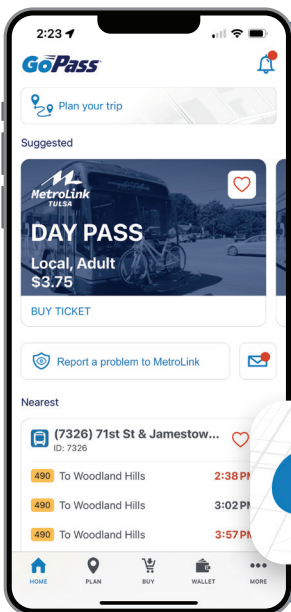 2:23
GoPass
Plan your trip
Suggested
MetroLink
TULSA
DAY PASS
Local, Adult
$3.75
BUY TICKET
Report a problem to MetroLink
Nearest
(7326) 71st St & Jamestow...
ID: 7326
490 To Woodland Hills 2:38 PM
490 To Woodland Hills 3:02 PM
490 To Woodland Hills 3:57 PM
HOME PLAN BUY WALLET MORE